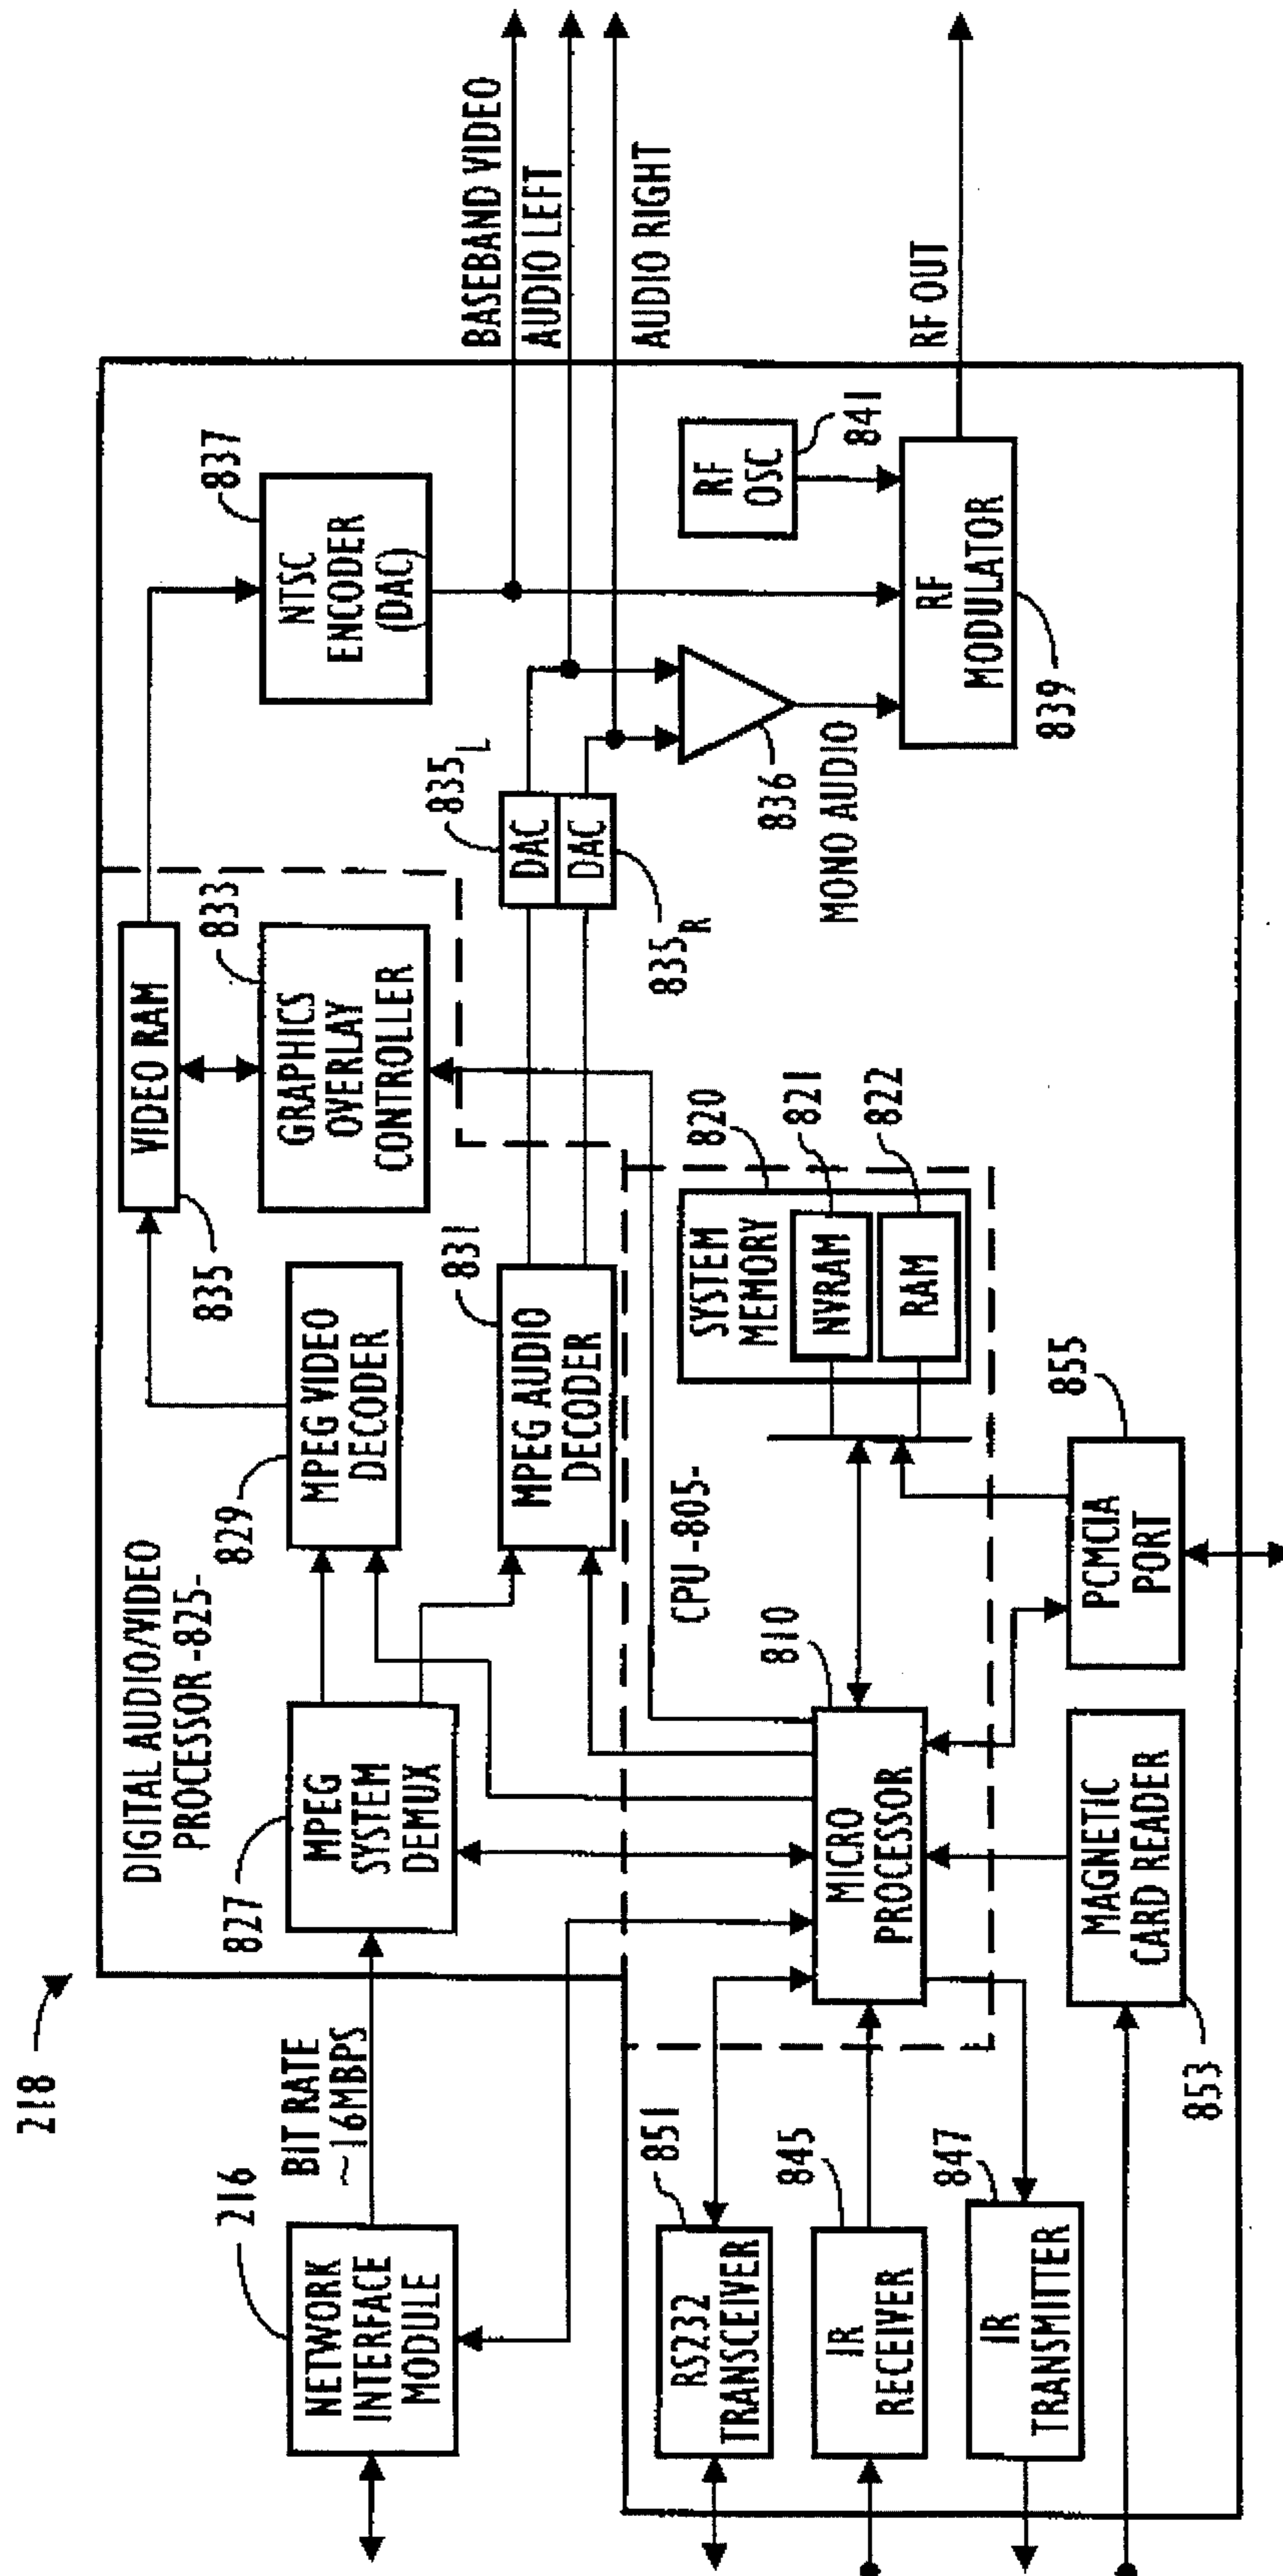 218
216
NETWORK
INTERFACE
MODULE
BIT RATE
~16MBPS
DIGITAL AUDIO/VIDEO
PROCESSOR -825-
827
MPEG
SYSTEM
DEMUX
829
MPEG VIDEO
DECODER
831
MPEG AUDIO
DECODER
835
VIDEO RAM
833
GRAPHICS
OVERLAY
CONTROLLER
837
NTSC
ENCODER
(DAC)
835L
DAC
DAC
835R
BASEBAND VIDEO
AUDIO LEFT
AUDIO RIGHT
836
MONO AUDIO
RF
OSC
841
RF
MODULATOR
839
RF OUT
CPU -805-
810
MICRO
PROCESSOR
820
SYSTEM
MEMORY
821
NVRAM
822
RAM
851
RS232
TRANSCEIVER
845
IR
RECEIVER
847
IR
TRANSMITTER
MAGNETIC
CARD READER
853
855
PCMCIA
PORT